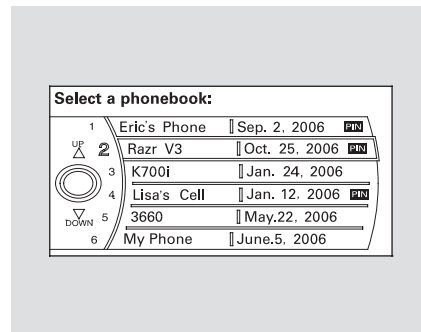 Select a phonebook:
1 Eric's Phone Sep. 2, 2006 PIN
UP 2 Razr V3 Oct. 25, 2006 PIN
3 K700i Jan. 24, 2006
4 Lisa's Cell Jan. 12, 2006 PIN
DOWN 5 3660 May.22, 2006
6 My Phone June.5, 2006